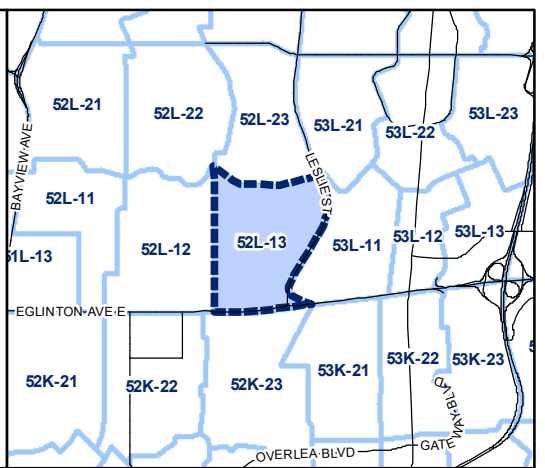 52L-21
52L-22
52L-23
53L-21
53L-22
53L-23
BAYVIEW AVE
LESLIE ST
52L-11
52L-12
52L-13
53L-11
53L-12
53L-13
51L-13
EGLINTON AVE E
52K-21
52K-22
52K-23
53K-21
53K-22
53K-23
OVERLEA BLVD
GATEWAY BLVD